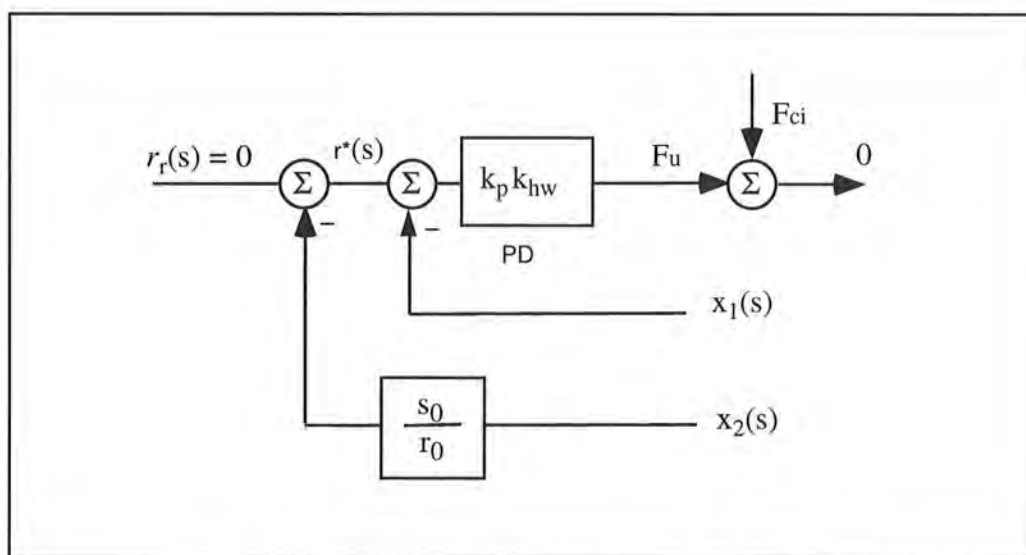 F_ci
r_r(s) = 0
r*(s)
F_u
0
Σ
Σ
k_p k_hw
Σ
–
–
PD
x_1(s)
s_0
r_0
x_2(s)